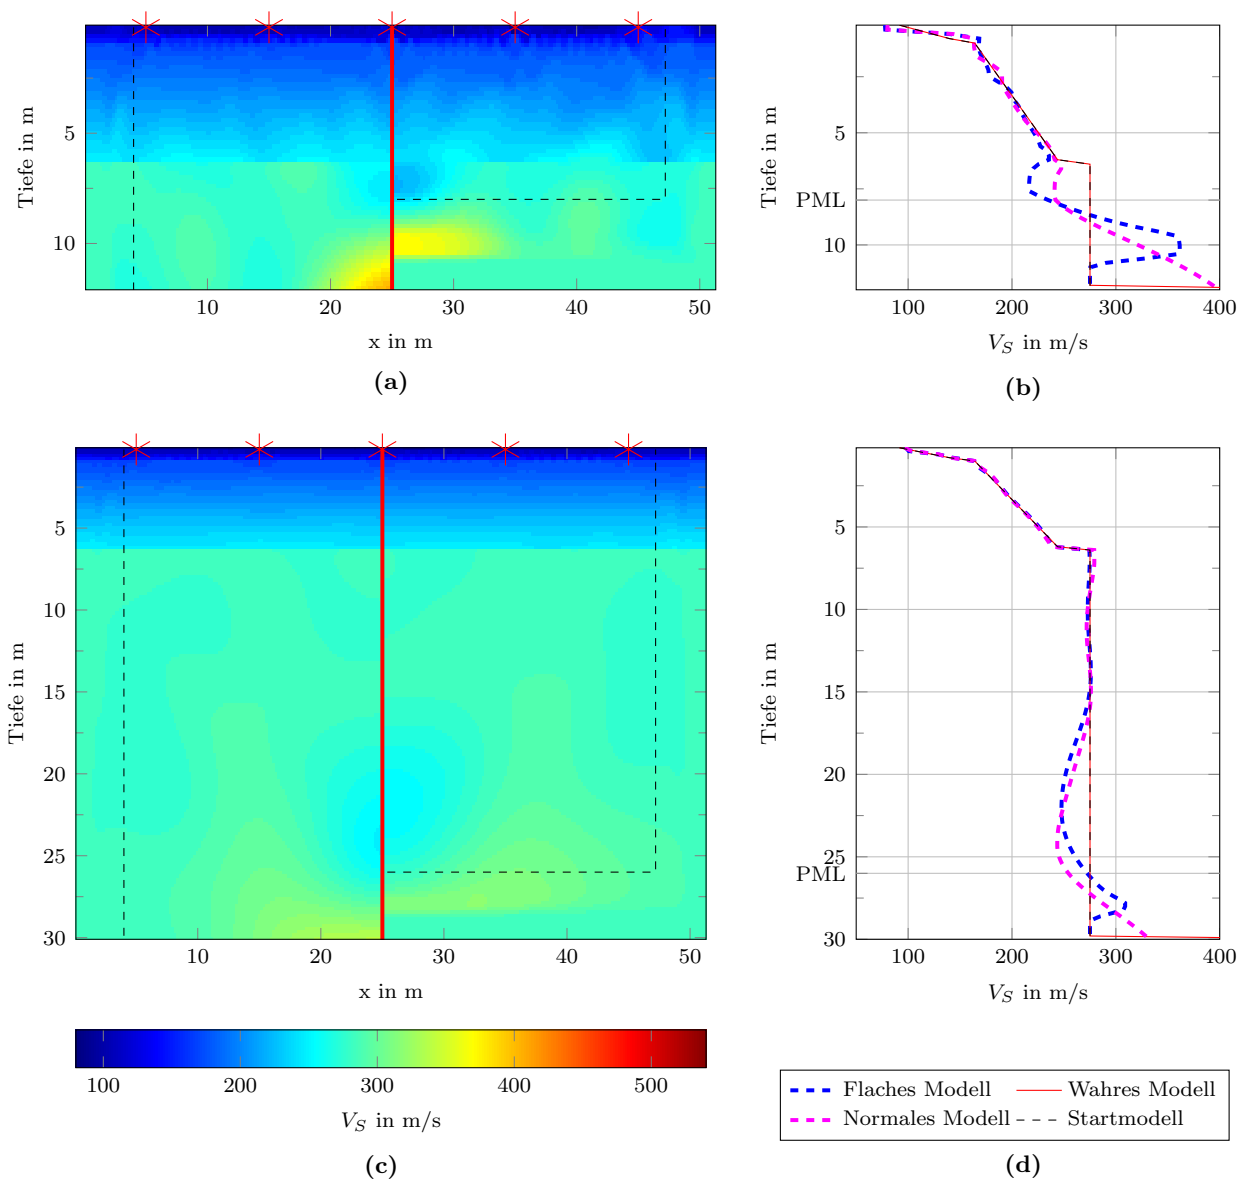 Tiefe in m
5
10
10
20
30
40
50
x in m
(a)
Tiefe in m
5
PML
10
100
200
300
400
V_S in m/s
(b)
Tiefe in m
5
10
15
20
25
30
10
20
30
40
50
x in m
100
200
300
400
500
V_S in m/s
(c)
Tiefe in m
5
10
15
20
25
PML
30
100
200
300
400
V_S in m/s
Flaches Modell
Wahres Modell
Normales Modell
Startmodell
(d)